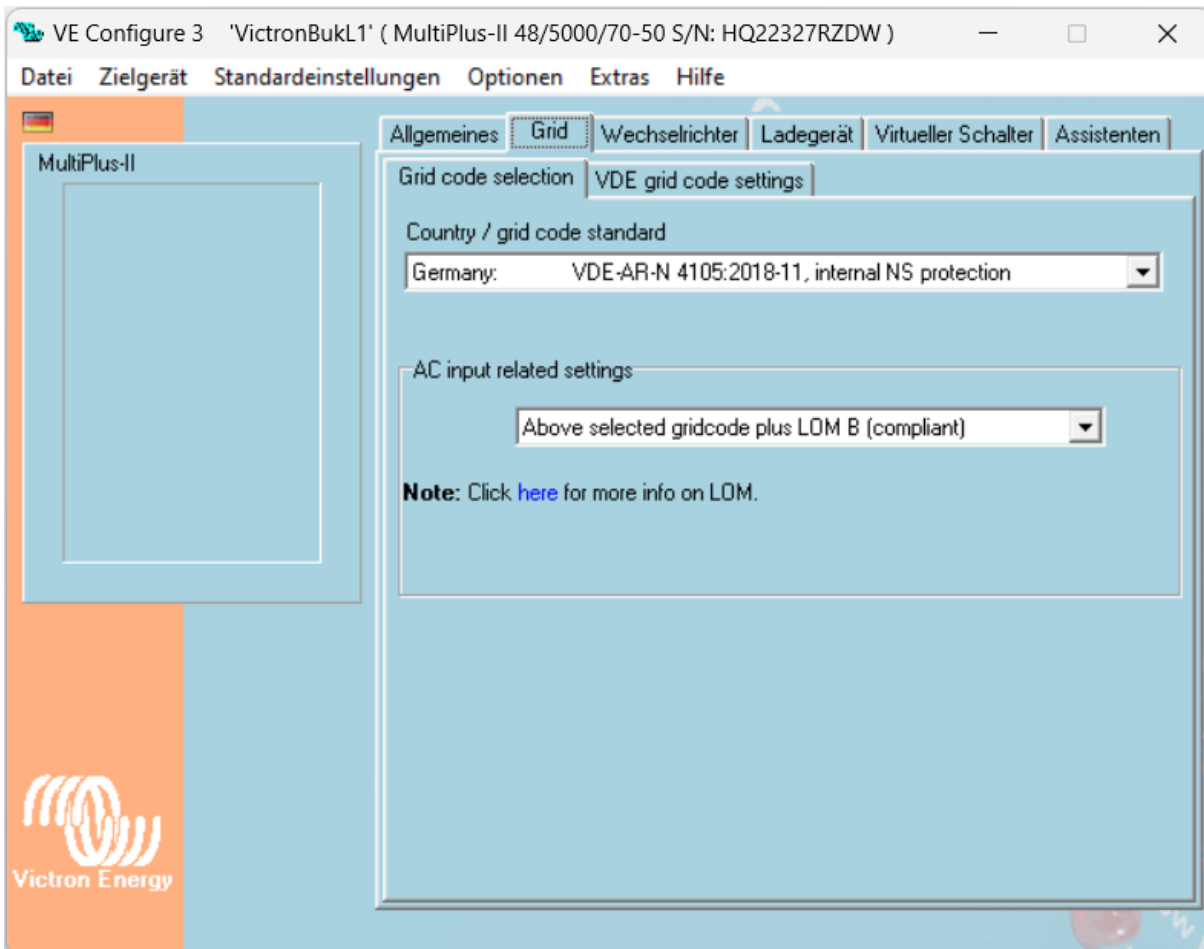 VE Configure 3 'VictronBukL1' ( MultiPlus-II 48/5000/70-50 S/N: HQ22327RZDW )
Datei Zielgerät Standardeinstellungen Optionen Extras Hilfe
MultiPlus-II
Allgemeines Grid Wechselrichter Ladegerät Virtueller Schalter Assistenten
Grid code selection VDE grid code settings
Country / grid code standard
Germany: VDE-AR-N 4105:2018-11, internal NS protection
AC input related settings
Above selected gridcode plus LOM B (compliant)
Note: Click here for more info on LOM.
Victron Energy